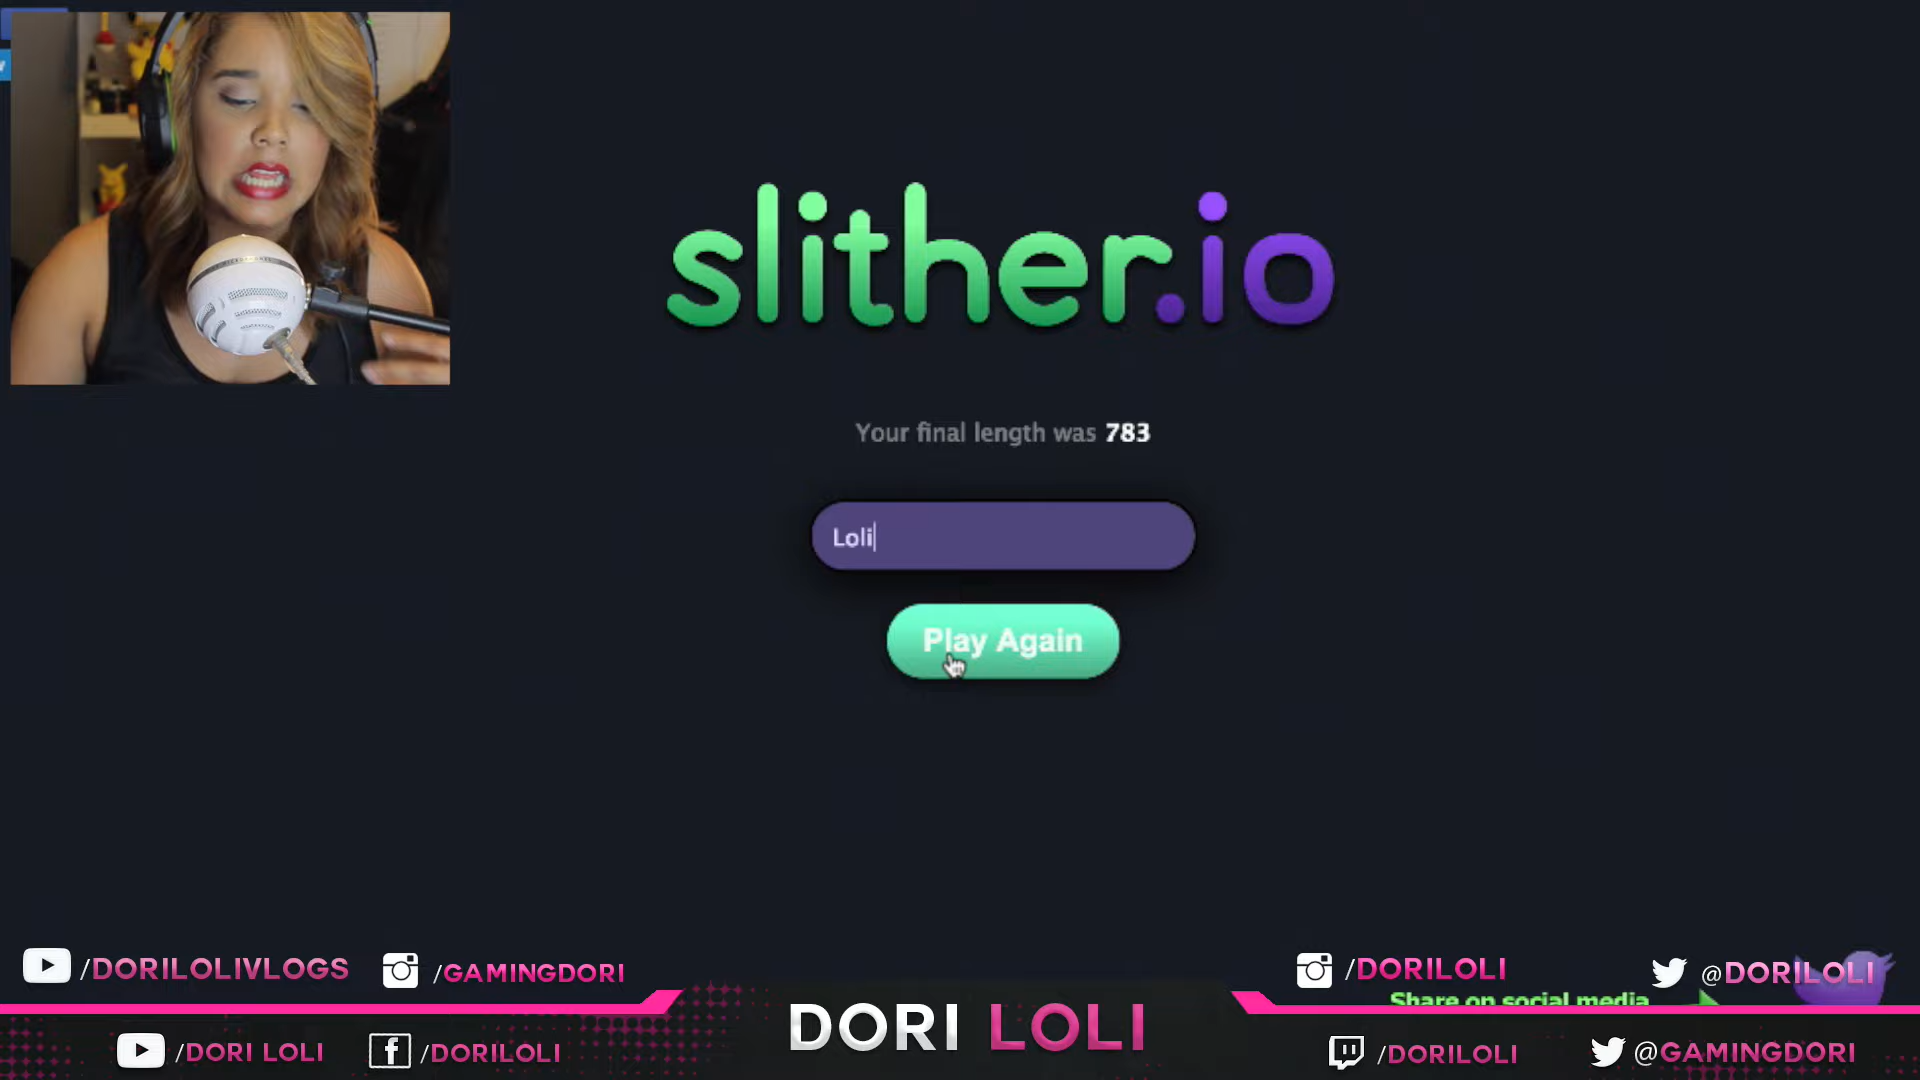 slither.io
Your final length was 783
Loli
Play Again
/DORILOLIVLOGS
/GAMINGDORI
/DORILOLI
@DORILOLI
Share on social media
DORI LOLI
/DORI LOLI
/DORILOLI
/DORILOLI
@GAMINGDORI